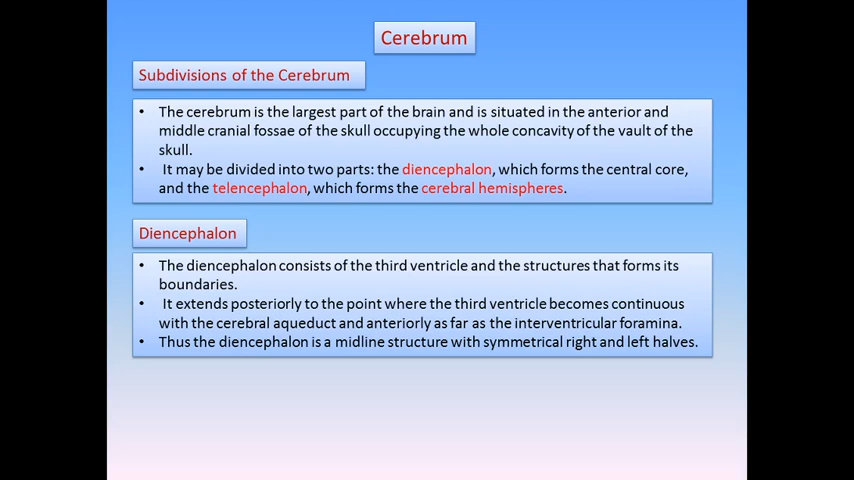 Cerebrum
Subdivisions of the Cerebrum
• The cerebrum is the largest part of the brain and is situated in the anterior and
middle cranial fossae of the skull occupying the whole concavity of the vault of the
skull.
• It may be divided into two parts: the diencephalon, which forms the central core,
and the telencephalon, which forms the cerebral hemispheres.
Diencephalon
• The diencephalon consists of the third ventricle and the structures that forms its
boundaries.
• It extends posteriorly to the point where the third ventricle becomes continuous
with the cerebral aqueduct and anteriorly as far as the interventricular foramina.
• Thus the diencephalon is a midline structure with symmetrical right and left halves.